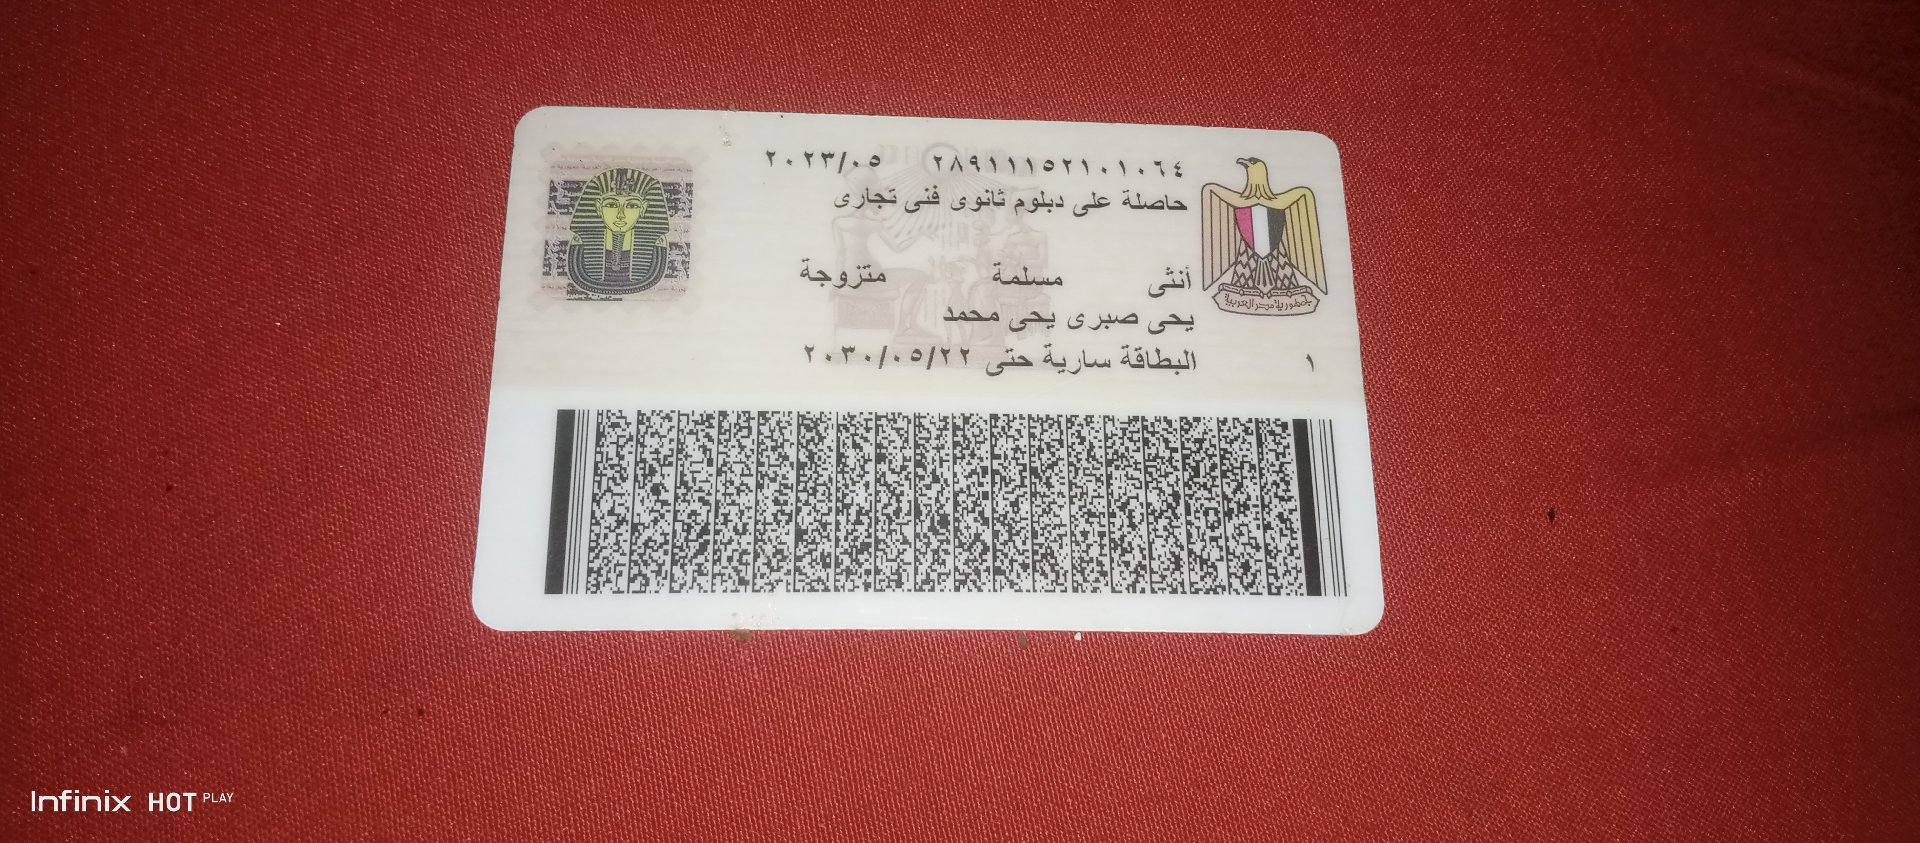 ٢٨٩١١١٥٢١٠١٠٦٤ ٢٠٢٣/٠٥
حاصلة على دبلوم ثانوى فنى تجارى
أنثى مسلمة متزوجة
يحى صبرى يحى محمد
البطاقة سارية حتى ٢٠٣٠/٠٥/٢٢
١
جمهورية مصر العربية
Infinix HOT PLAY